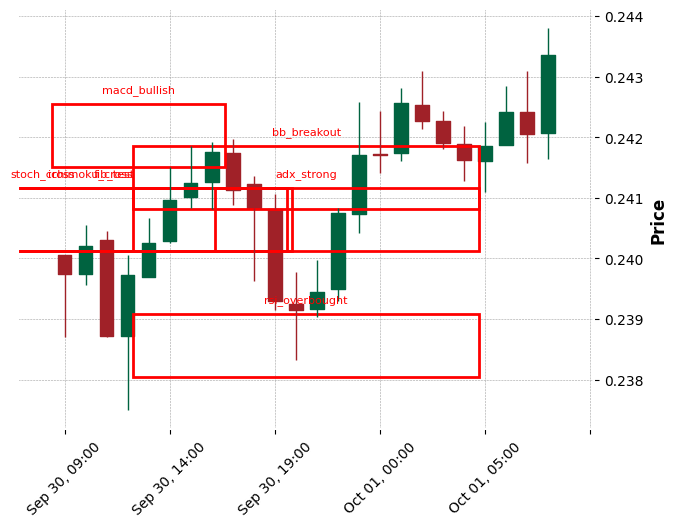 0.244
0.243
macd_bullish
0.242
bb_breakout
adx_strong
0.241
0.240
rsi_overbought
0.239
0.238
Price
Sep 30, 09:00
Sep 30, 14:00
Sep 30, 19:00
Oct 01, 00:00
Oct 01, 05:00